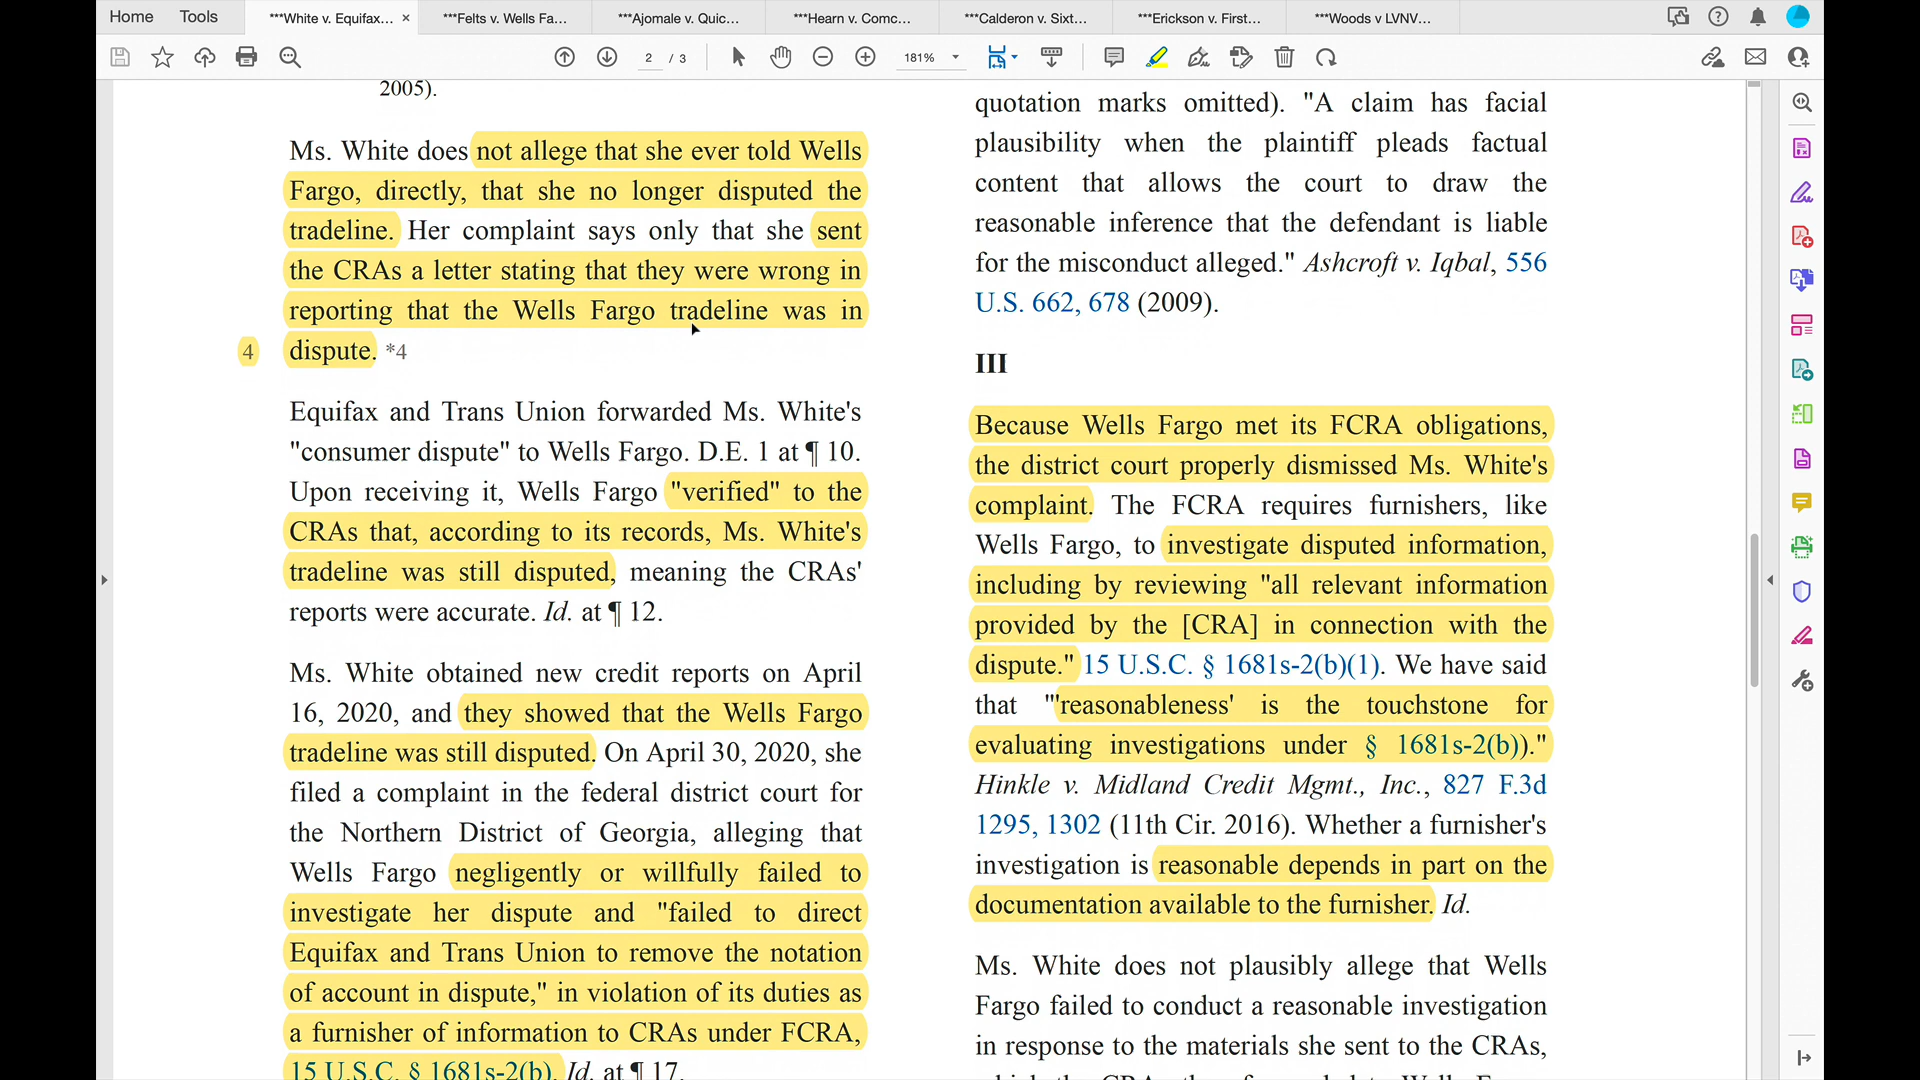 Home
Tools
***White v. Equifax...
***Felts v. Wells Fa...
***Ajomale v. Quic...
***Hearn v. Comc...
***Calderon v. Sixt...
***Erickson v. First...
***Woods v LVNV...
2 / 3
181%
2005).
Ms. White does not allege that she ever told Wells
Fargo, directly, that she no longer disputed the
tradeline. Her complaint says only that she sent
the CRAs a letter stating that they were wrong in
reporting that the Wells Fargo tradeline was in
4 dispute. *4
Equifax and Trans Union forwarded Ms. White's
"consumer dispute" to Wells Fargo. D.E. 1 at ¶ 10.
Upon receiving it, Wells Fargo "verified" to the
CRAs that, according to its records, Ms. White's
tradeline was still disputed, meaning the CRAs'
reports were accurate. Id. at ¶ 12.
Ms. White obtained new credit reports on April
16, 2020, and they showed that the Wells Fargo
tradeline was still disputed. On April 30, 2020, she
filed a complaint in the federal district court for
the Northern District of Georgia, alleging that
Wells Fargo negligently or willfully failed to
investigate her dispute and "failed to direct
Equifax and Trans Union to remove the notation
of account in dispute," in violation of its duties as
a furnisher of information to CRAs under FCRA,
15 U.S.C. § 1681s-2(b). Id. at ¶ 17.
quotation marks omitted). "A claim has facial
plausibility when the plaintiff pleads factual
content that allows the court to draw the
reasonable inference that the defendant is liable
for the misconduct alleged." Ashcroft v. Iqbal, 556
U.S. 662, 678 (2009).
III
Because Wells Fargo met its FCRA obligations,
the district court properly dismissed Ms. White's
complaint. The FCRA requires furnishers, like
Wells Fargo, to investigate disputed information,
including by reviewing "all relevant information
provided by the [CRA] in connection with the
dispute." 15 U.S.C. § 1681s-2(b)(1). We have said
that "'reasonableness' is the touchstone for
evaluating investigations under § 1681s-2(b))."
Hinkle v. Midland Credit Mgmt., Inc., 827 F.3d
1295, 1302 (11th Cir. 2016). Whether a furnisher's
investigation is reasonable depends in part on the
documentation available to the furnisher. Id.
Ms. White does not plausibly allege that Wells
Fargo failed to conduct a reasonable investigation
in response to the materials she sent to the CRAs,